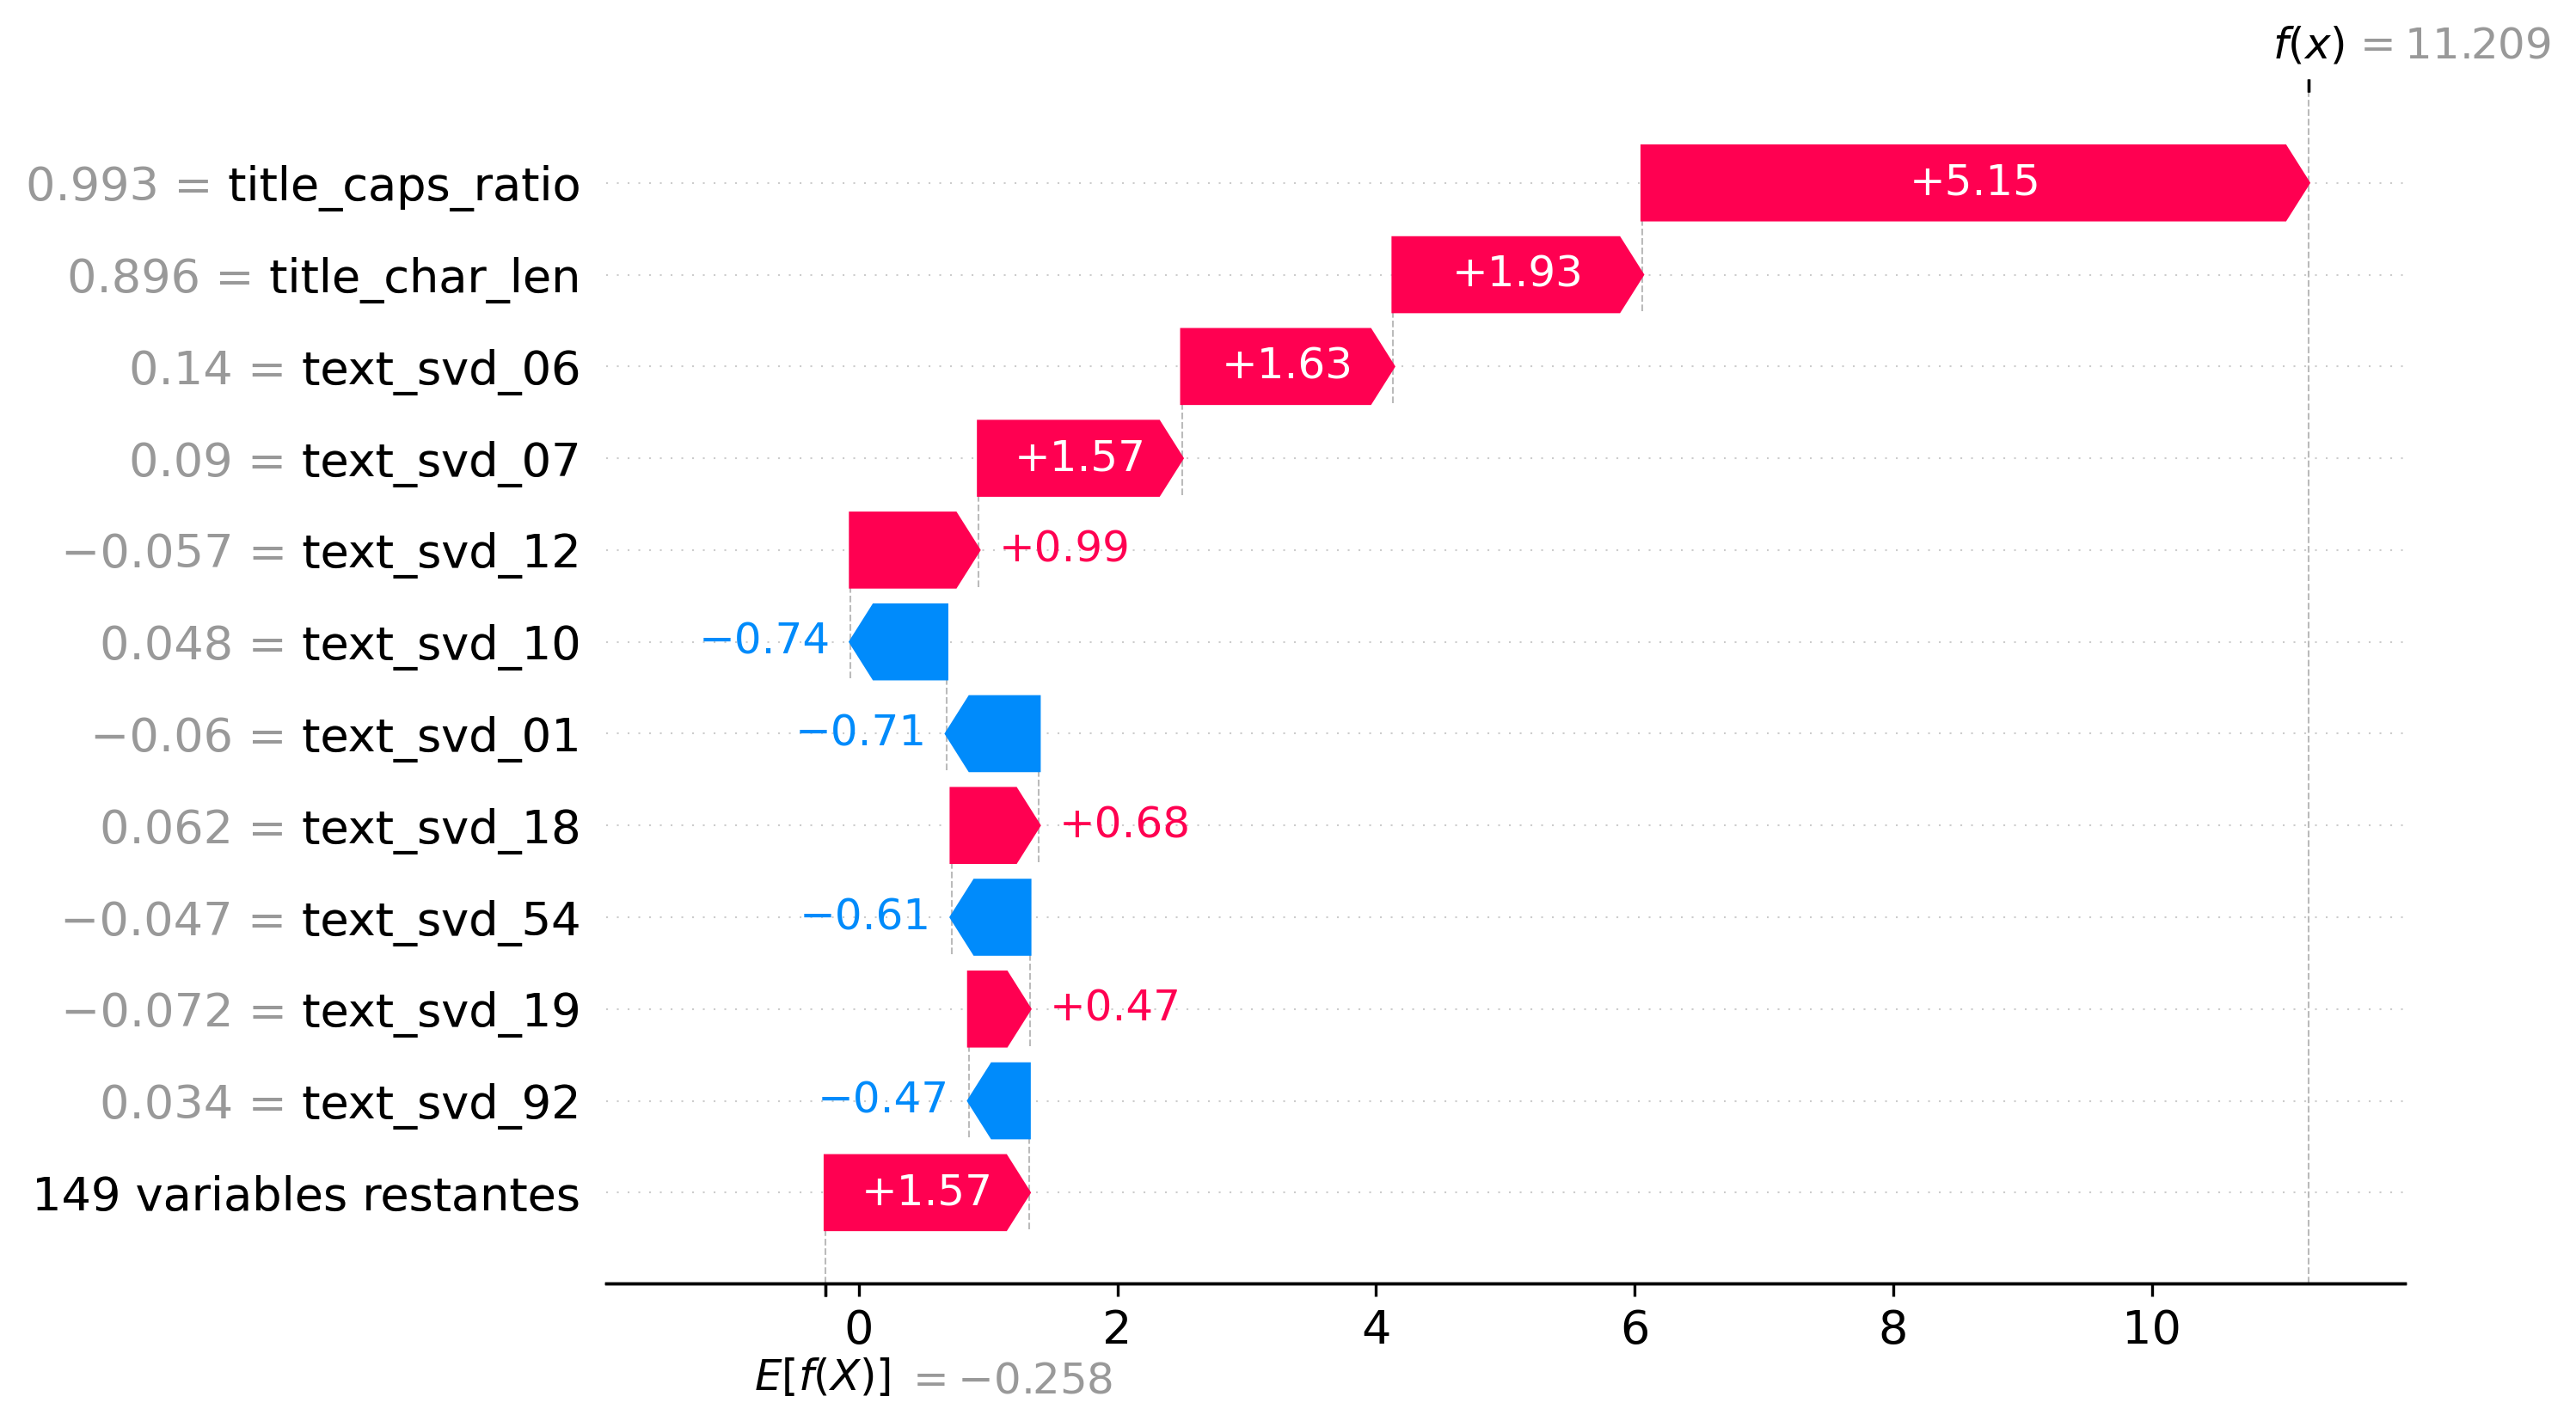 f(x) = 11.209
0.993 = title_caps_ratio +5.15
0.896 = title_char_len +1.93
0.14 = text_svd_06 +1.63
0.09 = text_svd_07 +1.57
−0.057 = text_svd_12 +0.99
0.048 = text_svd_10 −0.74
−0.06 = text_svd_01 −0.71
0.062 = text_svd_18 +0.68
−0.047 = text_svd_54 −0.61
−0.072 = text_svd_19 +0.47
0.034 = text_svd_92 −0.47
149 variables restantes +1.57
0 2 4 6 8 10
E[f(X)] = −0.258